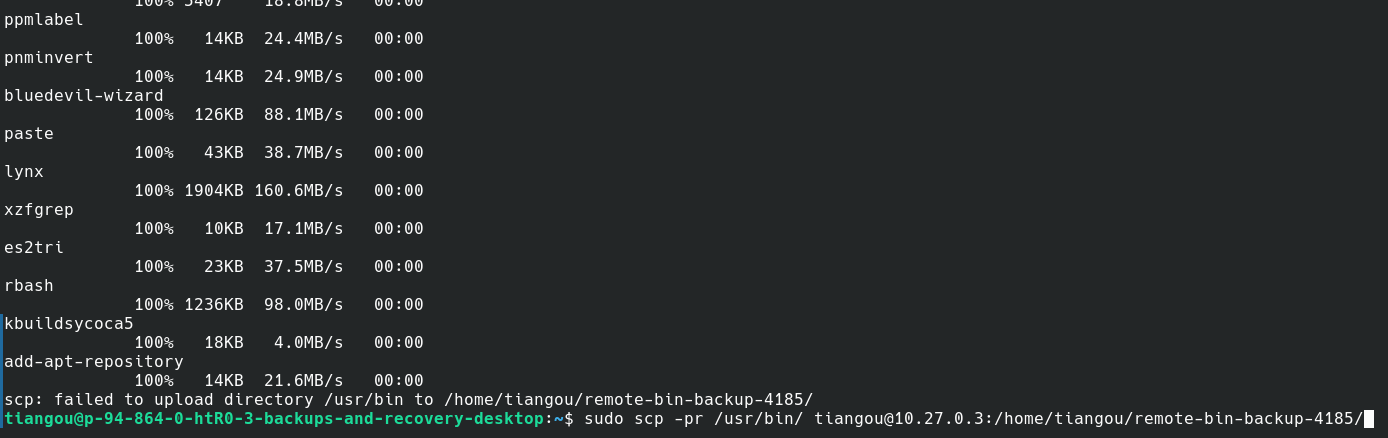 100% 5407 18.8MB/s 00:00
ppmlabel
100% 14KB 24.4MB/s 00:00
pnminvert
100% 14KB 24.9MB/s 00:00
bluedevil-wizard
100% 126KB 88.1MB/s 00:00
paste
100% 43KB 38.7MB/s 00:00
lynx
100% 1904KB 160.6MB/s 00:00
xzfgrep
100% 10KB 17.1MB/s 00:00
es2tri
100% 23KB 37.5MB/s 00:00
rbash
100% 1236KB 98.0MB/s 00:00
kbuildsycoca5
100% 18KB 4.0MB/s 00:00
add-apt-repository
100% 14KB 21.6MB/s 00:00
scp: failed to upload directory /usr/bin to /home/tiangou/remote-bin-backup-4185/
tiangou@p-94-864-0-htR0-3-backups-and-recovery-desktop:~$ sudo scp -pr /usr/bin/ tiangou@10.27.0.3:/home/tiangou/remote-bin-backup-4185/